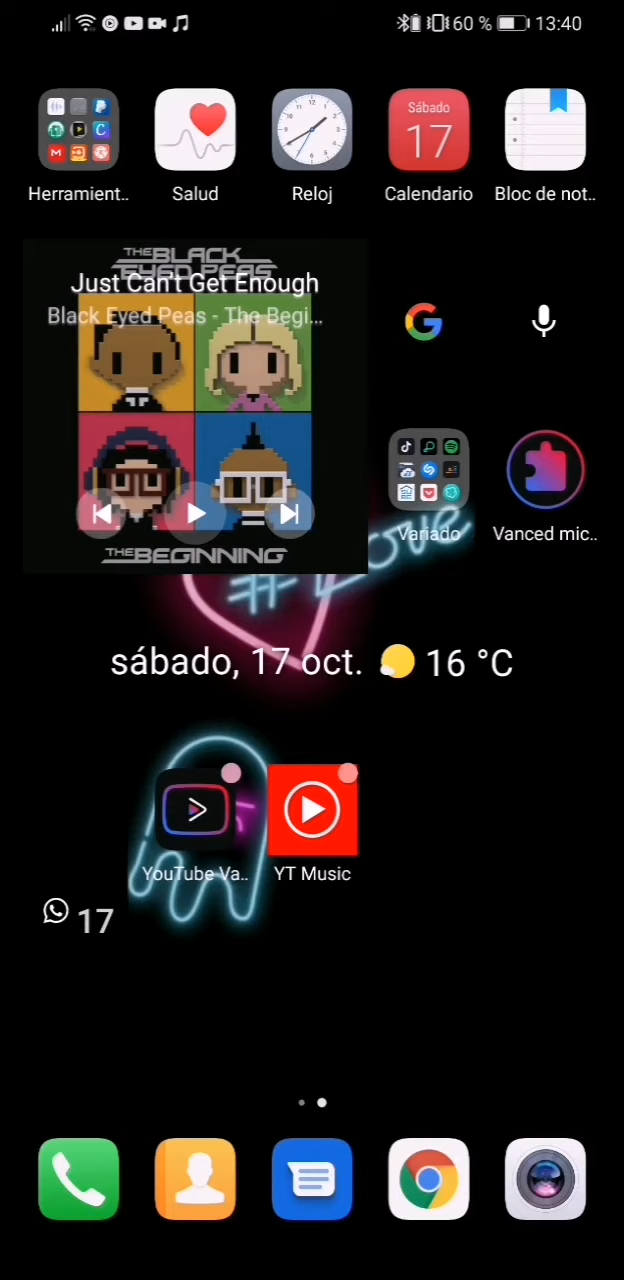 60 % 13:40
Sábado
17
Herramient.. Salud Reloj Calendario Bloc de not..
THE BLACK
EYED PEAS
Just Can't Get Enough
Black Eyed Peas - The Begi...
THE BEGINNING
Variado Vanced mic..
#Love
sábado, 17 oct. 16 °C
YouTube Va.. YT Music
17